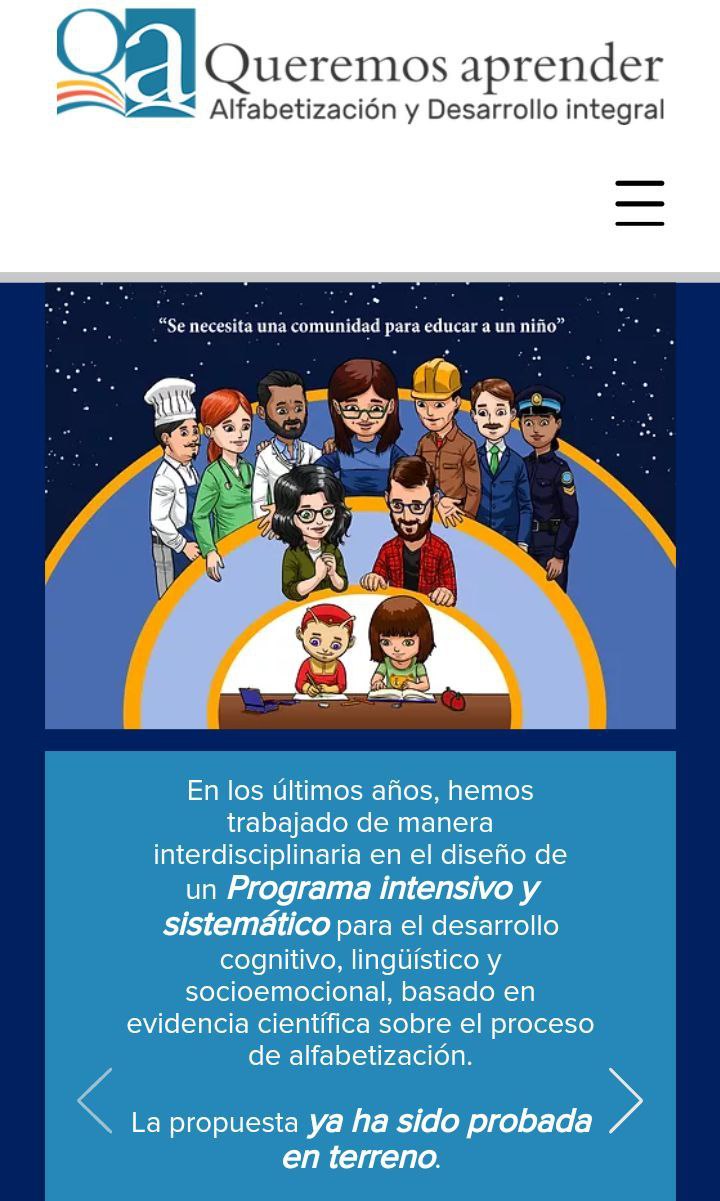 Qa Queremos aprender
Alfabetización y Desarrollo integral
“Se necesita una comunidad para educar a un niño”
En los últimos años, hemos
trabajado de manera
interdisciplinaria en el diseño de
un Programa intensivo y
sistemático para el desarrollo
cognitivo, lingüístico y
socioemocional, basado en
evidencia científica sobre el proceso
de alfabetización.
La propuesta ya ha sido probada
en terreno.